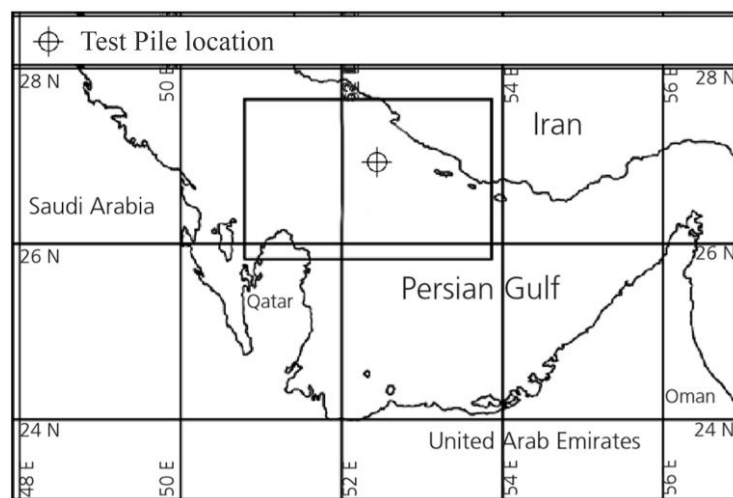 Test Pile location
28 N
50 E
52 E
54 E
56 E
28 N
Iran
Saudi Arabia
26 N
26 N
Qatar
Persian Gulf
Oman
24 N
24 N
United Arab Emirates
48 E
50 E
52 E
54 E
56 E